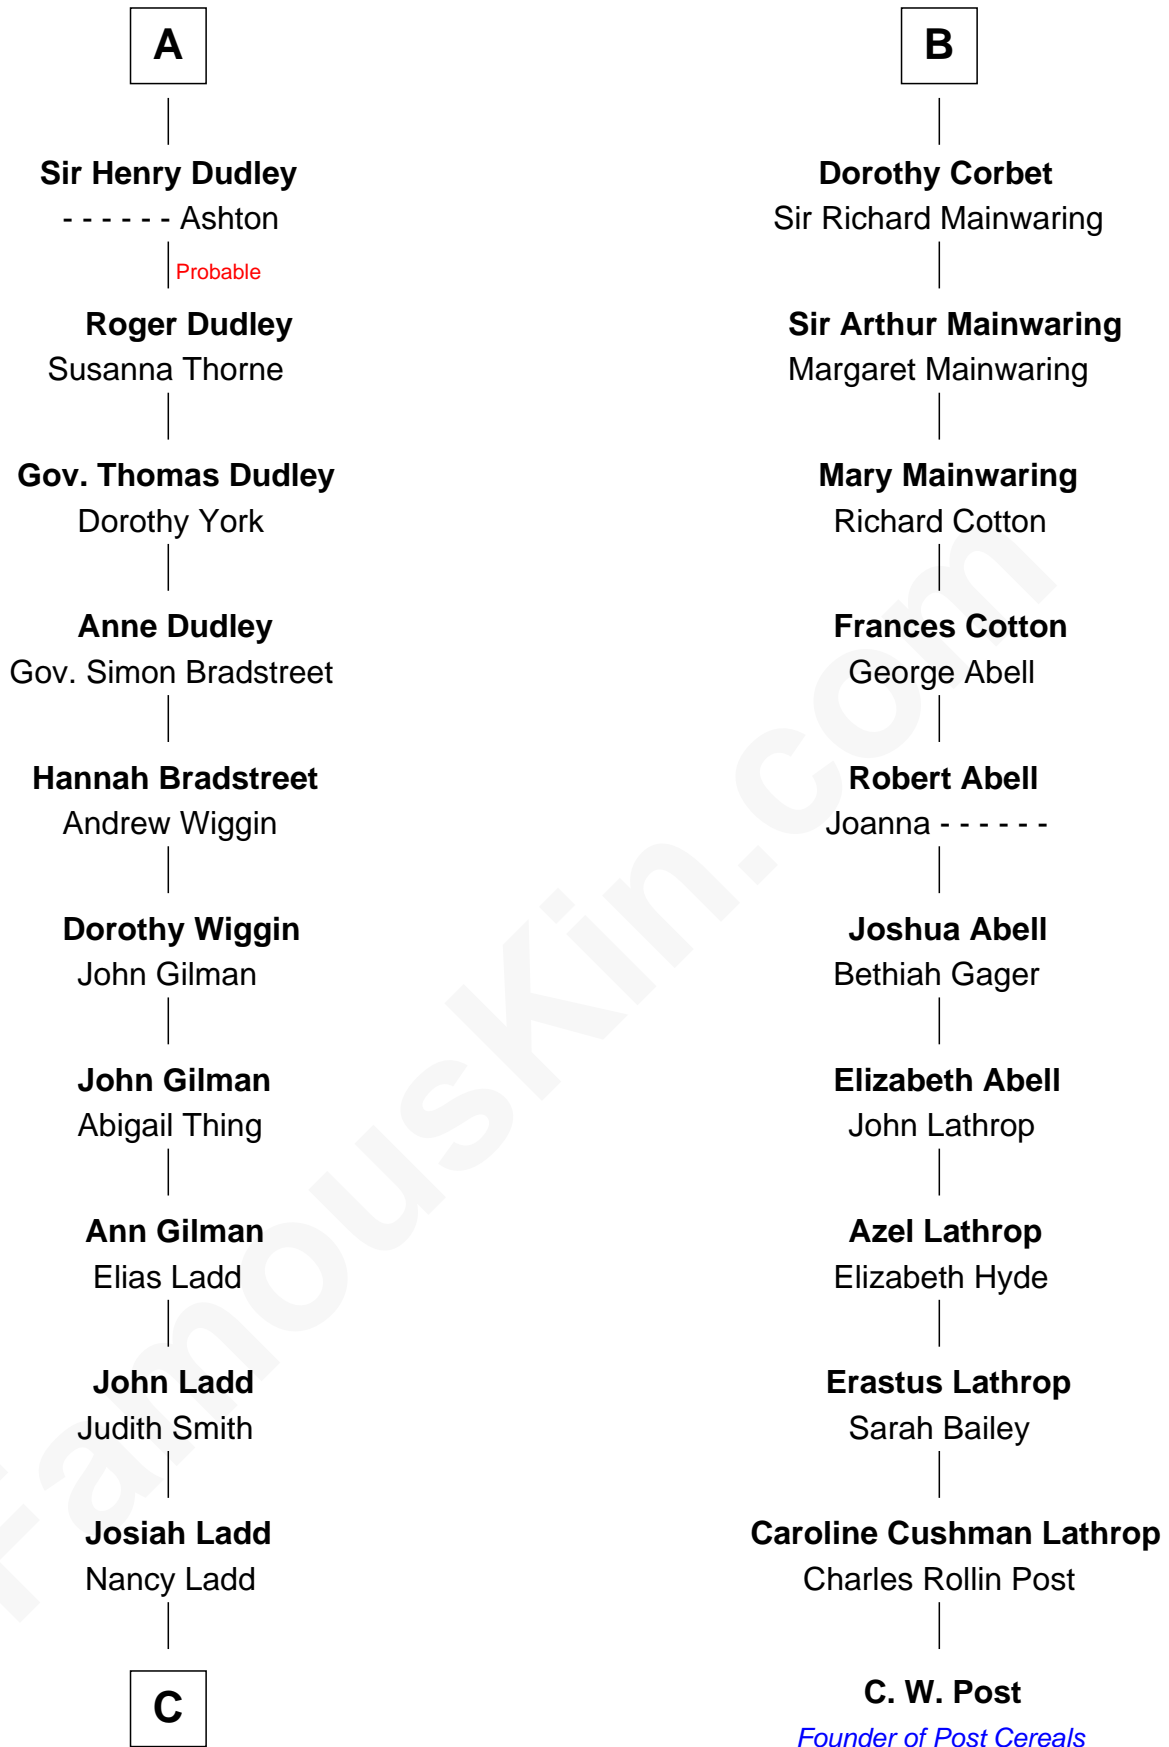 A
Sir Henry Dudley
- - - - - - Ashton
Probable
Roger Dudley
Susanna Thorne
Gov. Thomas Dudley
Dorothy York
Anne Dudley
Gov. Simon Bradstreet
Hannah Bradstreet
Andrew Wiggin
Dorothy Wiggin
John Gilman
John Gilman
Abigail Thing
Ann Gilman
Elias Ladd
John Ladd
Judith Smith
Josiah Ladd
Nancy Ladd
C
B
Dorothy Corbet
Sir Richard Mainwaring
Sir Arthur Mainwaring
Margaret Mainwaring
Mary Mainwaring
Richard Cotton
Frances Cotton
George Abell
Robert Abell
Joanna - - - - - -
Joshua Abell
Bethiah Gager
Elizabeth Abell
John Lathrop
Azel Lathrop
Elizabeth Hyde
Erastus Lathrop
Sarah Bailey
Caroline Cushman Lathrop
Charles Rollin Post
C. W. Post
Founder of Post Cereals
FamousKin.com